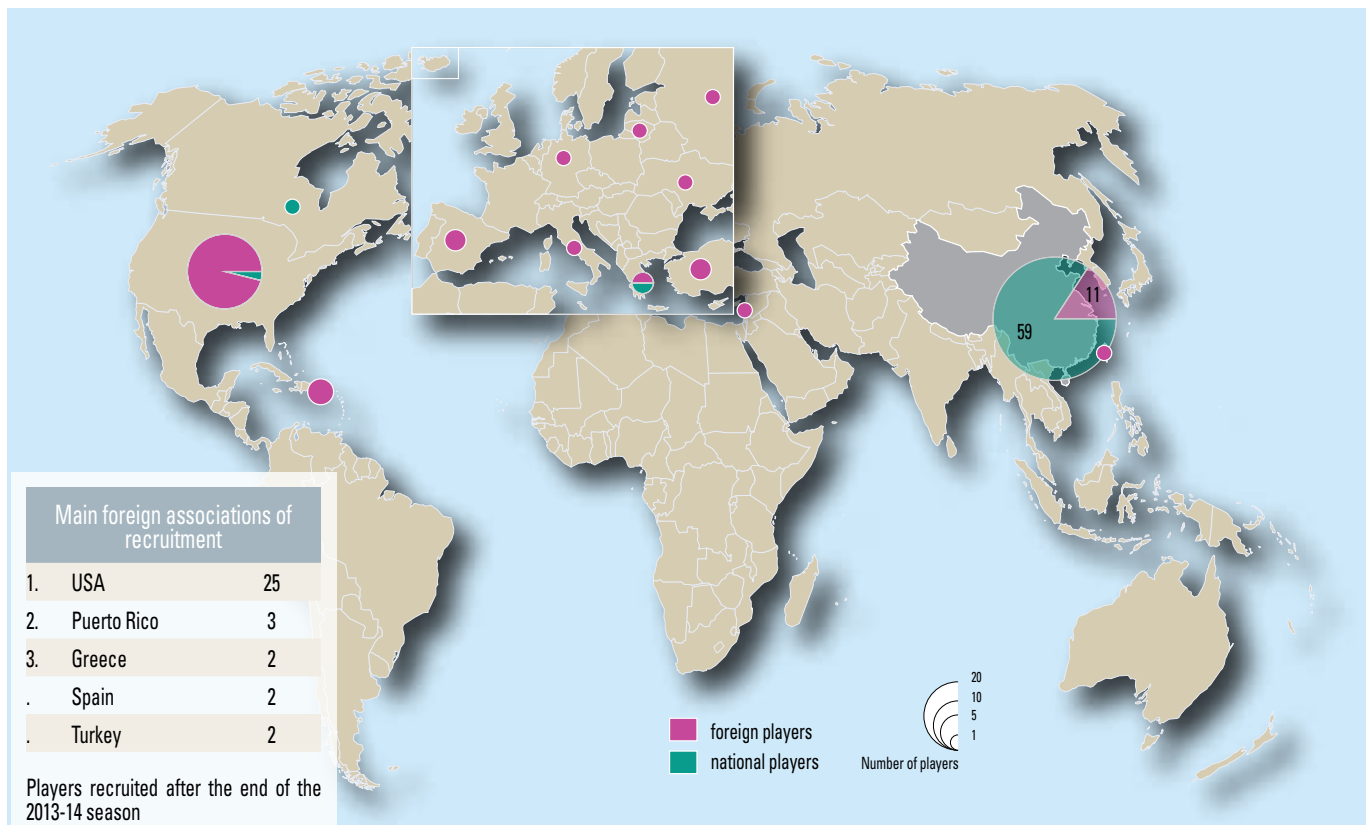 11
59
Main foreign associations of
recruitment
1. USA 25
2. Puerto Rico 3
3. Greece 2
. Spain 2
. Turkey 2
Players recruited after the end of the
2013-14 season
foreign players
national players
20
10
5
1
Number of players